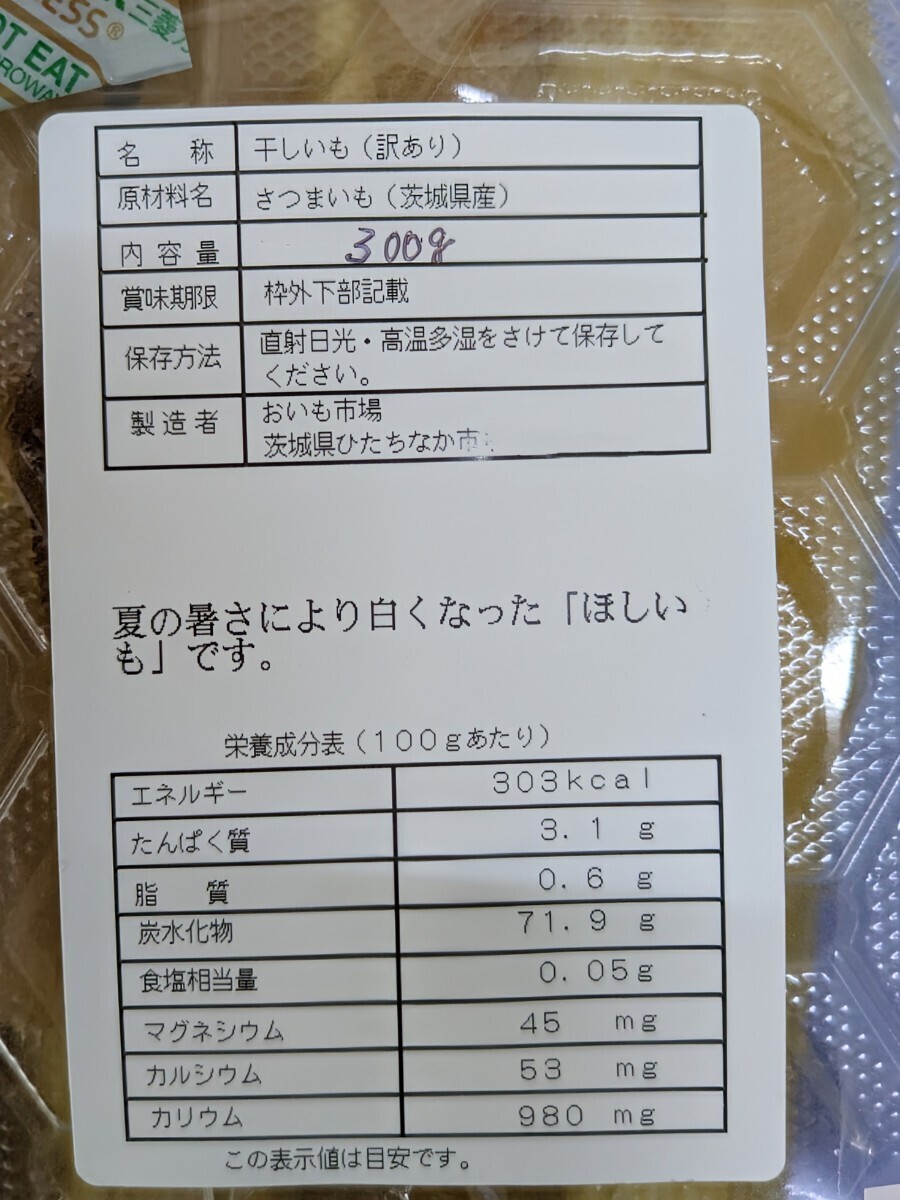 三菱
ESS®
OT EAT
名 称 干しいも（訳あり）
原材料名 さつまいも（茨城県産）
内容量 300g
賞味期限 枠外下部記載
保存方法 直射日光・高温多湿をさけて保存して
ください。
製造者 おいも市場
茨城県ひたちなか市
夏の暑さにより白くなった「ほしい
も」です。
栄養成分表（100gあたり）
エネルギー 303kcal
たんぱく質 3.1 g
脂 質 0.6 g
炭水化物 71.9 g
食塩相当量 0.05g
マグネシウム 45 mg
カルシウム 53 mg
カリウム 980 mg
この表示値は目安です。